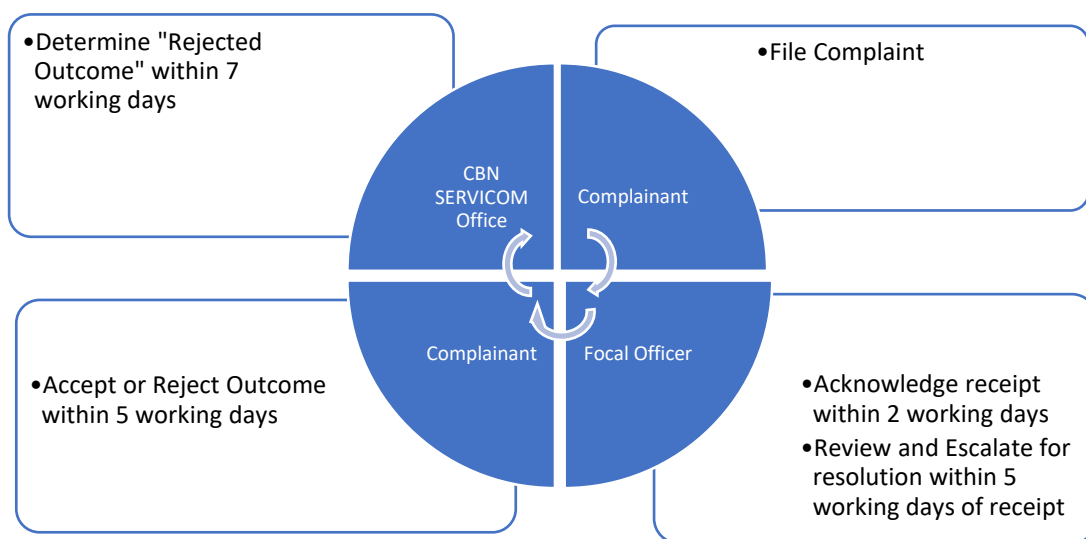 •Determine "Rejected
Outcome" within 7
working days
•File Complaint
CBN
SERVICOM
Office
Complainant
Complainant
Focal Officer
•Accept or Reject Outcome
within 5 working days
•Acknowledge receipt
within 2 working days
•Review and Escalate for
resolution within 5
working days of receipt